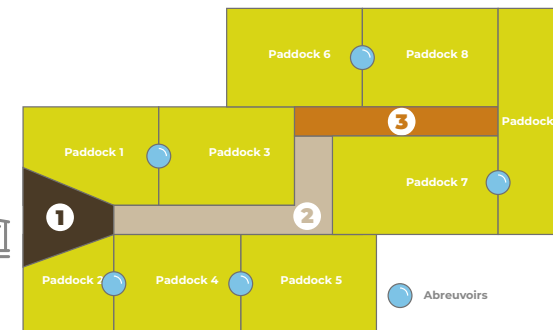 Paddock 6
Paddock 8
3
Paddock
Paddock 1
Paddock 3
Paddock 7
1
2
Paddock 2
Paddock 4
Paddock 5
Abreuvoirs